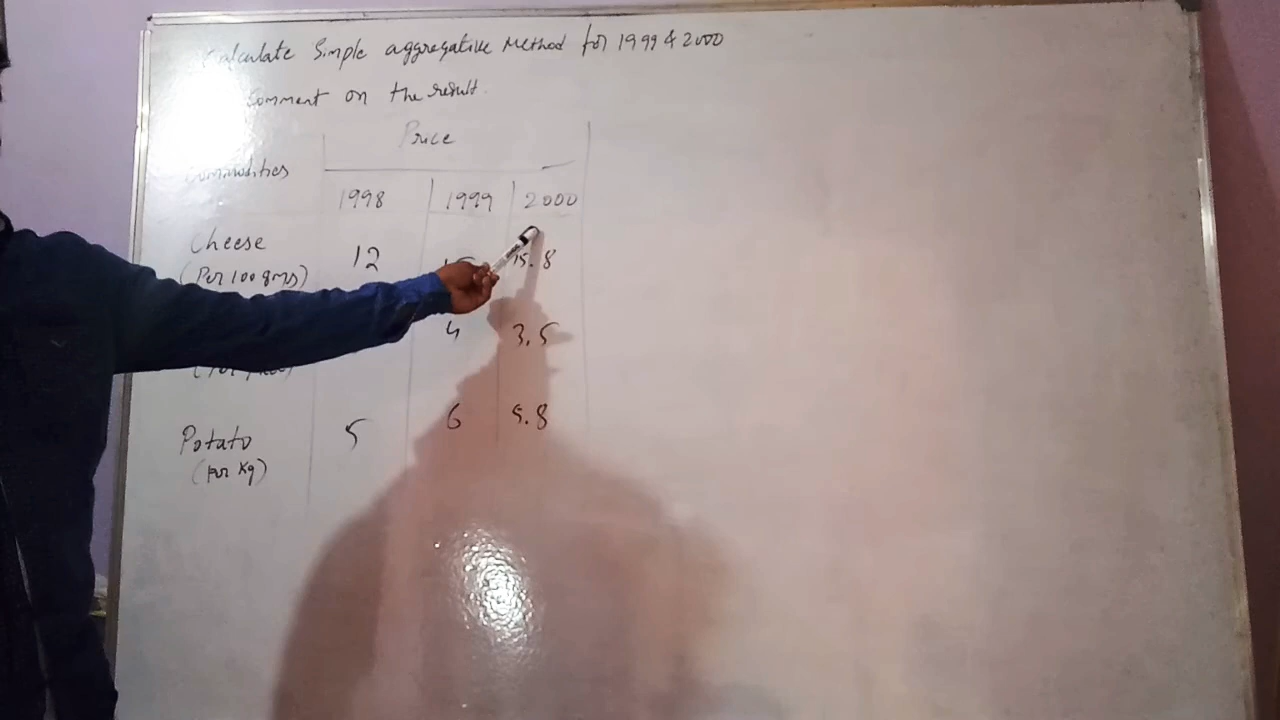 Calculate Simple aggregative Method for 1999 & 2000
Comment on the result.
Price
Commodities
1998 1999 2000
Cheese 12 15 15.8
(Per 100 gms)
4 3.5
Potato 5 6 5.8
(Per Kg)